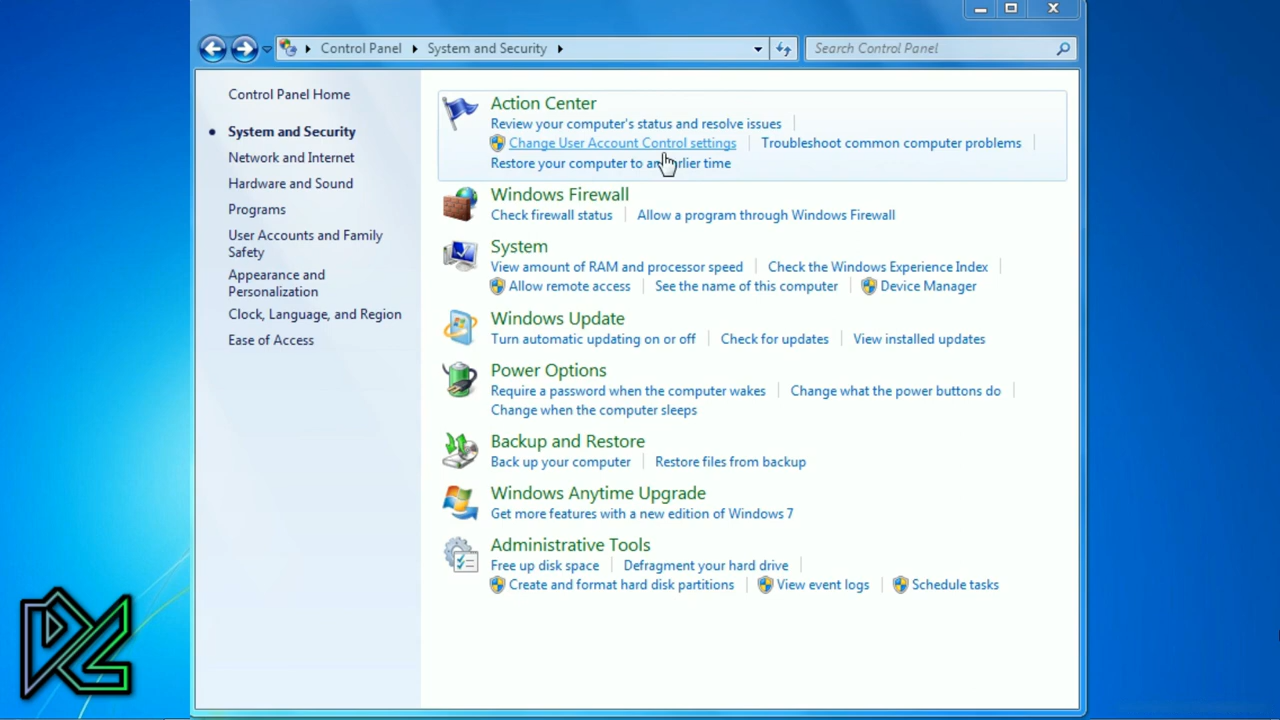 Control Panel System and Security Search Control Panel
Control Panel Home
System and Security
Network and Internet
Hardware and Sound
Programs
User Accounts and Family
Safety
Appearance and
Personalization
Clock, Language, and Region
Ease of Access
Action Center
Review your computer's status and resolve issues
Change User Account Control settings Troubleshoot common computer problems
Restore your computer to an earlier time
Windows Firewall
Check firewall status Allow a program through Windows Firewall
System
View amount of RAM and processor speed Check the Windows Experience Index
Allow remote access See the name of this computer Device Manager
Windows Update
Turn automatic updating on or off Check for updates View installed updates
Power Options
Require a password when the computer wakes Change what the power buttons do
Change when the computer sleeps
Backup and Restore
Back up your computer Restore files from backup
Windows Anytime Upgrade
Get more features with a new edition of Windows 7
Administrative Tools
Free up disk space Defragment your hard drive
Create and format hard disk partitions View event logs Schedule tasks